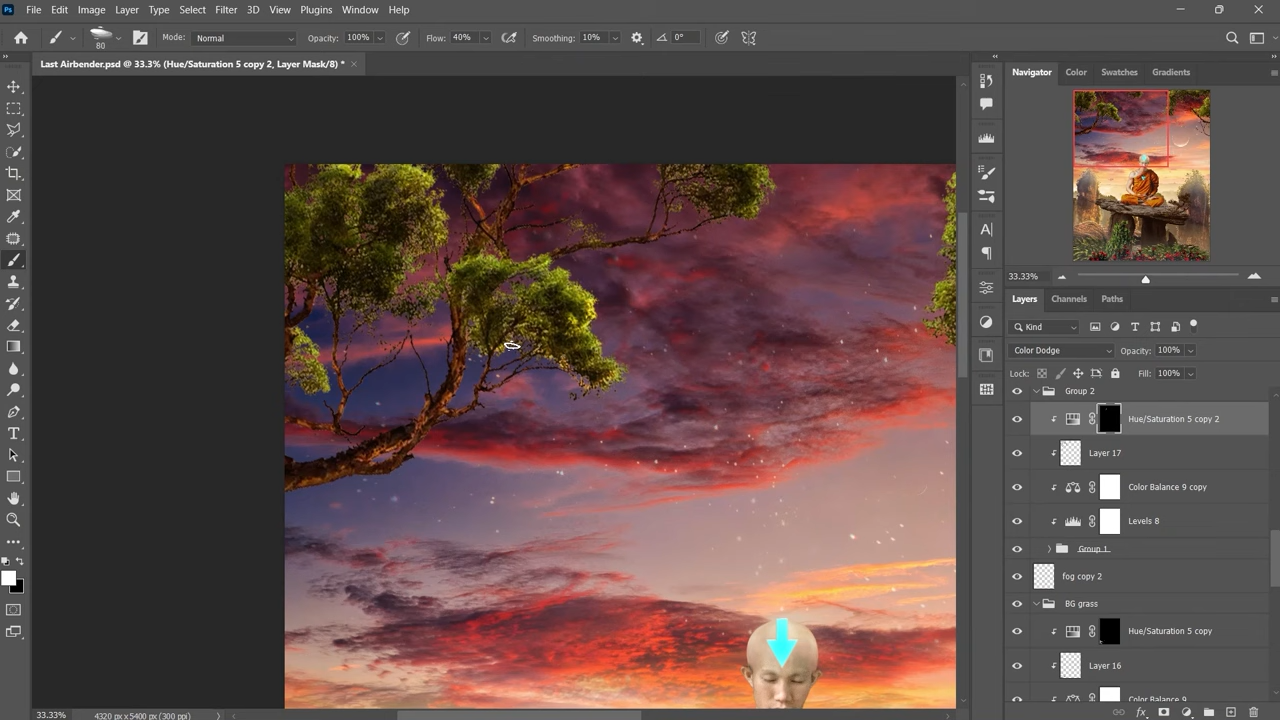 Ps File Edit Image Layer Type Select Filter 3D View Plugins Window Help
80 Mode: Normal Opacity: 100% Flow: 40% Smoothing: 10% 0°
Last Airbender.psd @ 33.3% (Hue/Saturation 5 copy 2, Layer Mask/8) * ×
Navigator Color Swatches Gradients
33.33%
Layers Channels Paths
Kind
Color Dodge Opacity: 100%
Lock: Fill: 100%
Group 2
Hue/Saturation 5 copy 2
Layer 17
Color Balance 9 copy
Levels 8
Group 1
fog copy 2
BG grass
Hue/Saturation 5 copy
Layer 16
Color Balance 9
33.33% 4320 px x 5400 px (300 ppi)